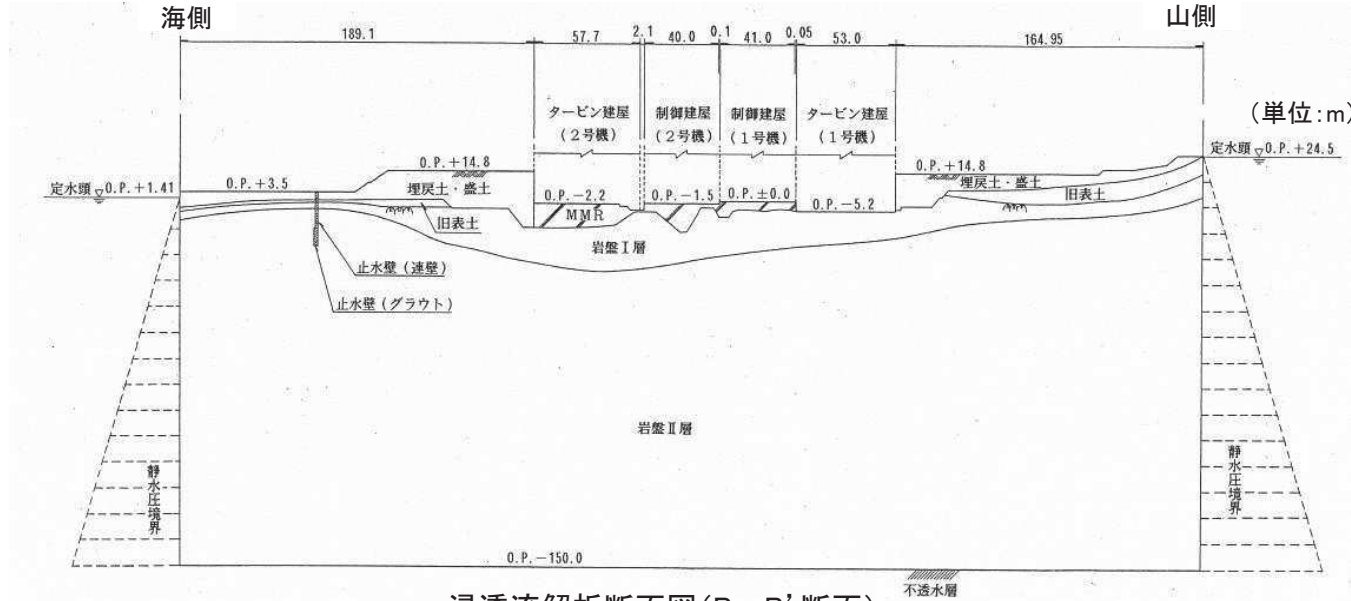 海側
山側
189.1
57.7
2.1
40.0
0.1
41.0
0.05
53.0
164.95
(単位:m)
タービン建屋
(2号機)
制御建屋
(2号機)
制御建屋
(1号機)
タービン建屋
(1号機)
定水頭 ▽ O.P.+24.5
O.P.+14.8
O.P.+14.8
定水頭 ▽ O.P.+1.41
O.P.+3.5
埋戻土・盛土
埋戻土・盛土
O.P.-2.2
O.P.-1.5
O.P.±0.0
O.P.-5.2
旧表土
MMR
旧表土
岩盤Ⅰ層
止水壁(連壁)
止水壁(グラウト)
岩盤Ⅱ層
静水圧境界
静水圧境界
O.P.-150.0
不透水層